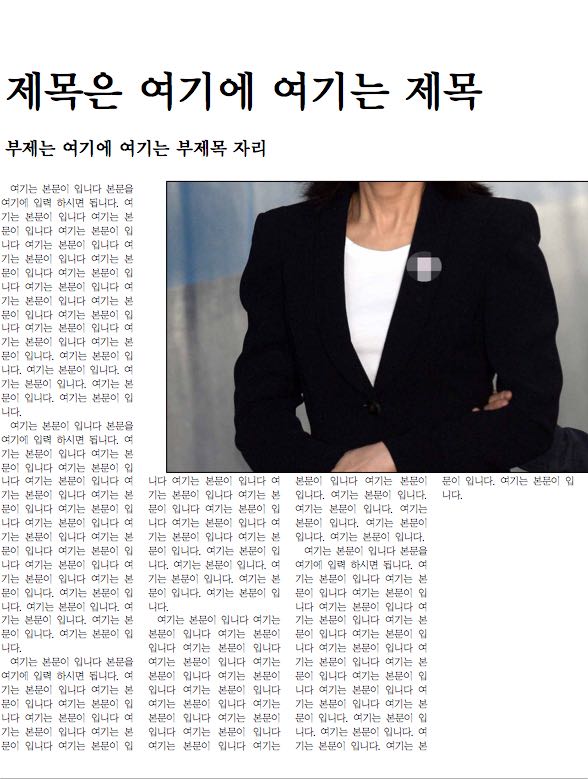 제목은 여기에 여기는 제목
부제는 여기에 여기는 부제목 자리
여기는 본문이 입니다 본문을
여기에 입력 하시면 됩니다. 여
기는 본문이 입니다 여기는 본
문이 입니다 여기는 본문이 입
니다 여기는 본문이 입니다 여
기는 본문이 입니다 여기는 본
문이 입니다 여기는 본문이 입
니다 여기는 본문이 입니다 여
기는 본문이 입니다 여기는 본
문이 입니다 여기는 본문이 입
니다 여기는 본문이 입니다 여
기는 본문이 입니다 여기는 본
문이 입니다. 여기는 본문이 입
니다. 여기는 본문이 입니다. 여
기는 본문이 입니다. 여기는 본
문이 입니다. 여기는 본문이 입
니다.
여기는 본문이 입니다 본문을
여기에 입력 하시면 됩니다. 여
기는 본문이 입니다 여기는 본
문이 입니다 여기는 본문이 입
니다 여기는 본문이 입니다 여
기는 본문이 입니다 여기는 본
문이 입니다 여기는 본문이 입
니다 여기는 본문이 입니다 여
기는 본문이 입니다 여기는 본
문이 입니다 여기는 본문이 입
니다 여기는 본문이 입니다 여
기는 본문이 입니다 여기는 본
문이 입니다. 여기는 본문이 입
니다. 여기는 본문이 입니다. 여
기는 본문이 입니다. 여기는 본
문이 입니다. 여기는 본문이 입
니다.
여기는 본문이 입니다 본문을
여기에 입력 하시면 됩니다. 여
기는 본문이 입니다 여기는 본
문이 입니다 여기는 본문이 입
니다 여기는 본문이 입니다 여
기는 본문이 입니다 여기는 본
문이 입니다 여기는 본문이 입
니다 여기는 본문이 입니다 여
기는 본문이 입니다 여기는 본
문이 입니다 여기는 본문이 입
니다 여기는 본문이 입니다 여
기는 본문이 입니다 여기는 본
문이 입니다. 여기는 본문이 입
니다. 여기는 본문이 입니다. 여
기는 본문이 입니다. 여기는 본
문이 입니다. 여기는 본문이 입
니다.
여기는 본문이 입니다 여기는
본문이 입니다 여기는 본문이
입니다 여기는 본문이 입니다
여기는 본문이 입니다 여기는
본문이 입니다 여기는 본문이
입니다 여기는 본문이 입니다
여기는 본문이 입니다 여기는
본문이 입니다 여기는 본문이
입니다 여기는 본문이 입니다
여기는 본문이 입니다 여기는
본문이 입니다. 여기는 본문이
입니다. 여기는 본문이 입니다.
여기는 본문이 입니다. 여기는
본문이 입니다. 여기는 본문이
입니다. 여기는 본문이 입니다.
여기는 본문이 입니다 본문을
여기에 입력 하시면 됩니다. 여
기는 본문이 입니다 여기는 본
문이 입니다 여기는 본문이 입
니다 여기는 본문이 입니다 여
기는 본문이 입니다 여기는 본
문이 입니다 여기는 본문이 입
니다 여기는 본문이 입니다 여
기는 본문이 입니다 여기는 본
문이 입니다 여기는 본문이 입
니다 여기는 본문이 입니다 여
기는 본문이 입니다 여기는 본
문이 입니다. 여기는 본문이 입
니다. 여기는 본문이 입니다. 여
기는 본문이 입니다. 여기는 본
문이 입니다. 여기는 본문이 입
니다.